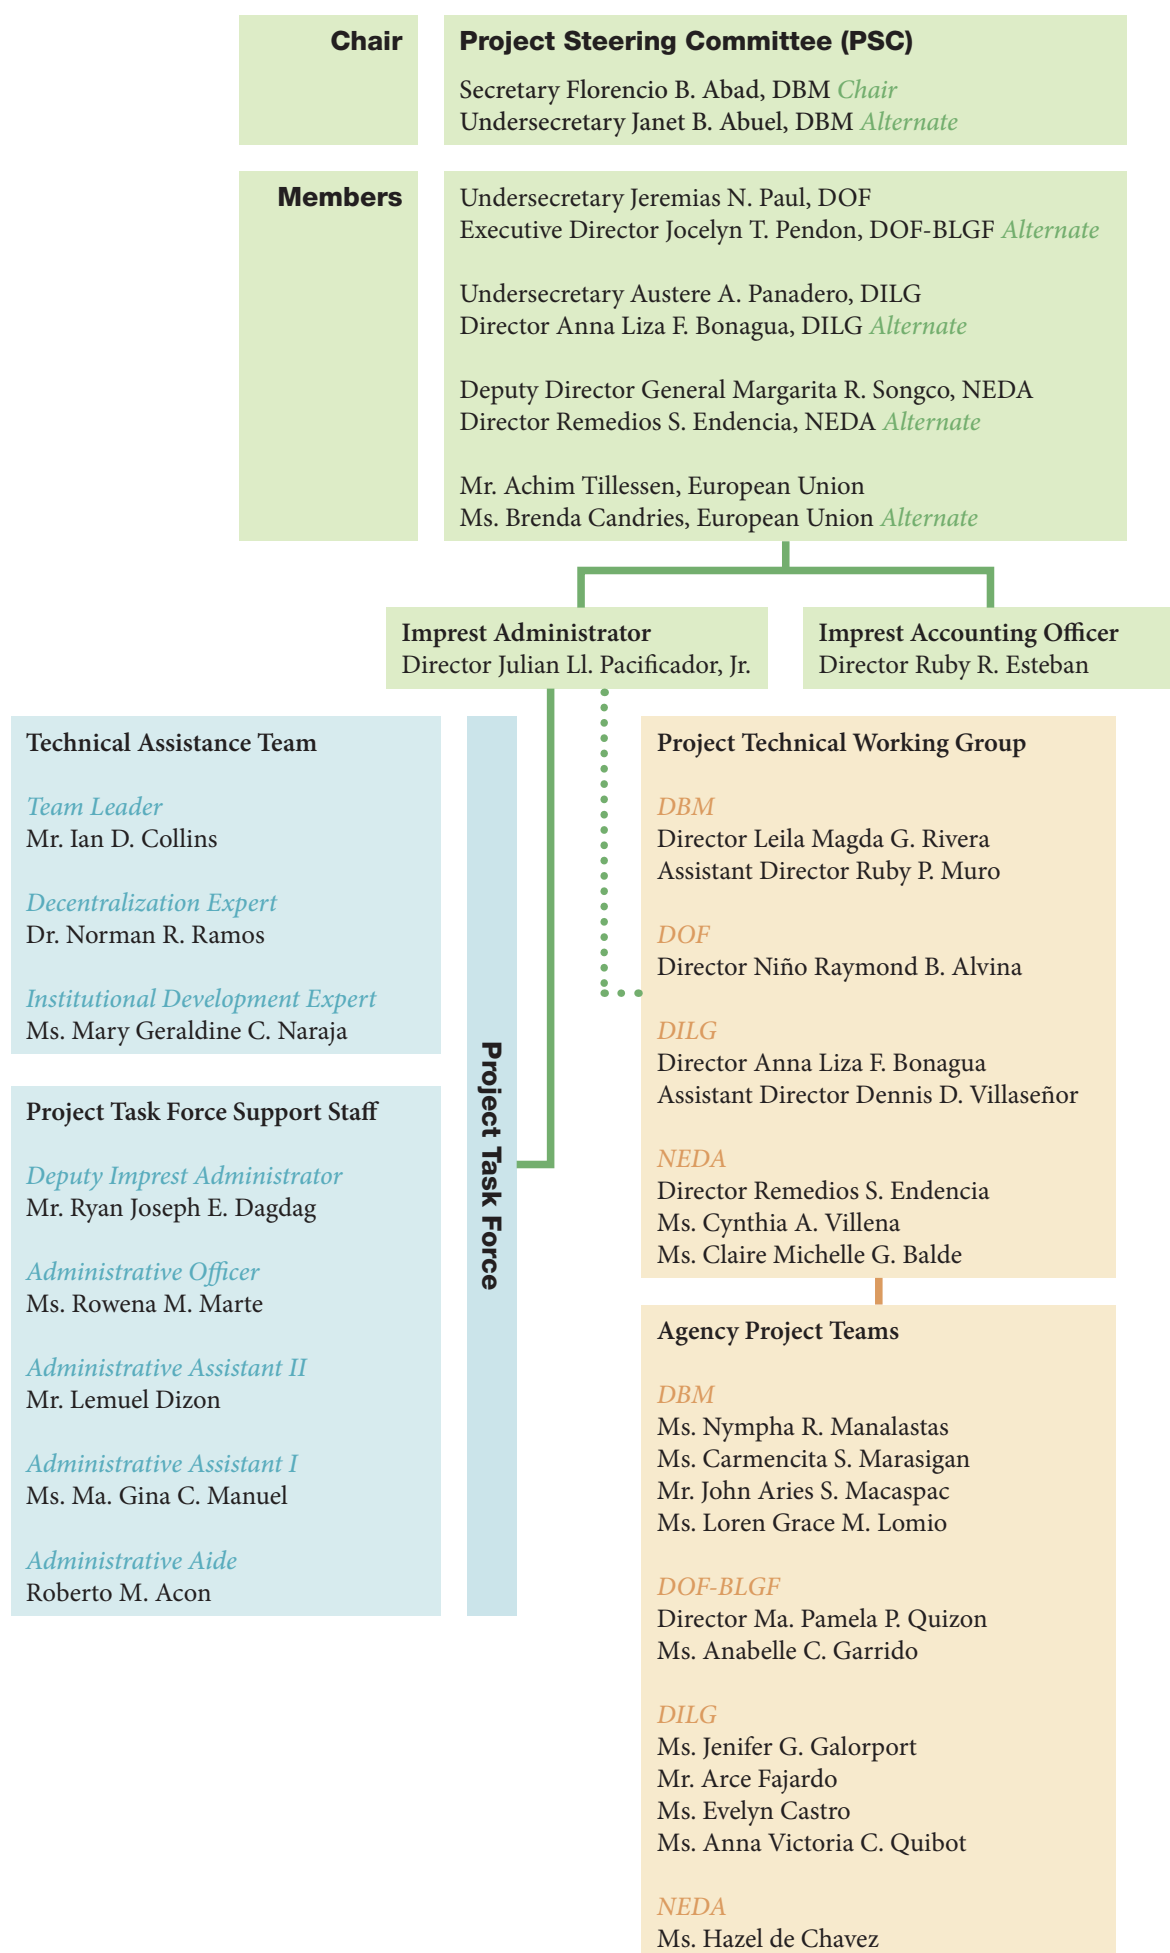 Chair
Project Steering Committee (PSC)
Secretary Florencio B. Abad, DBM Chair
Undersecretary Janet B. Abuel, DBM Alternate
Members
Undersecretary Jeremias N. Paul, DOF
Executive Director Jocelyn T. Pendon, DOF-BLGF Alternate
Undersecretary Austere A. Panadero, DILG
Director Anna Liza F. Bonagua, DILG Alternate
Deputy Director General Margarita R. Songco, NEDA
Director Remedios S. Endencia, NEDA Alternate
Mr. Achim Tillessen, European Union
Ms. Brenda Candries, European Union Alternate
Imprest Administrator
Director Julian Ll. Pacificador, Jr.
Imprest Accounting Officer
Director Ruby R. Esteban
Technical Assistance Team
Team Leader
Mr. Ian D. Collins
Decentralization Expert
Dr. Norman R. Ramos
Institutional Development Expert
Ms. Mary Geraldine C. Naraja
Project Task Force Support Staff
Deputy Imprest Administrator
Mr. Ryan Joseph E. Dagdag
Administrative Officer
Ms. Rowena M. Marte
Administrative Assistant II
Mr. Lemuel Dizon
Administrative Assistant I
Ms. Ma. Gina C. Manuel
Administrative Aide
Roberto M. Acon
Project Task Force
Project Technical Working Group
DBM
Director Leila Magda G. Rivera
Assistant Director Ruby P. Muro
DOF
Director Niño Raymond B. Alvina
DILG
Director Anna Liza F. Bonagua
Assistant Director Dennis D. Villaseñor
NEDA
Director Remedios S. Endencia
Ms. Cynthia A. Villena
Ms. Claire Michelle G. Balde
Agency Project Teams
DBM
Ms. Nympha R. Manalastas
Ms. Carmencita S. Marasigan
Mr. John Aries S. Macaspac
Ms. Loren Grace M. Lomio
DOF-BLGF
Director Ma. Pamela P. Quizon
Ms. Anabelle C. Garrido
DILG
Ms. Jenifer G. Galorport
Mr. Arce Fajardo
Ms. Evelyn Castro
Ms. Anna Victoria C. Quibot
NEDA
Ms. Hazel de Chavez